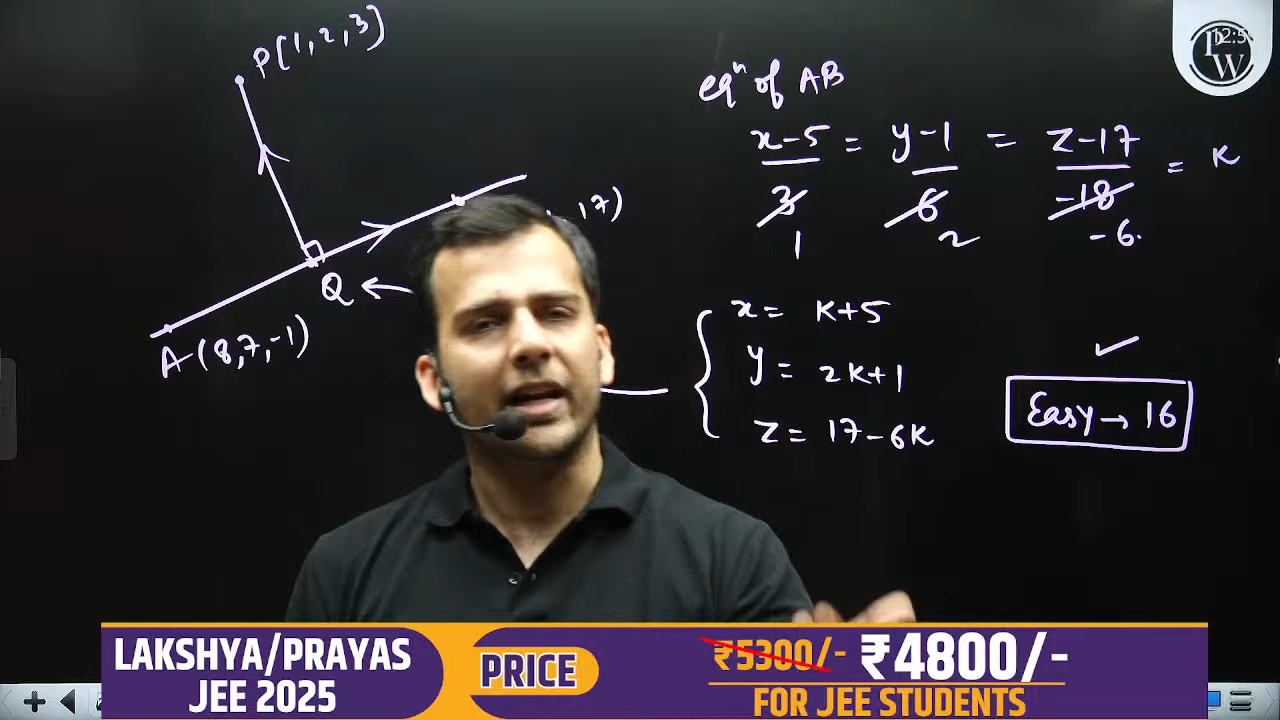 P(1,2,3)
Q ←
A(8,7,-1)
17)
eqⁿ of AB
x-5/3 = y-1/6 = z-17/-18 = K
1 2 -6.
x = K+5
y = 2K+1
z = 17-6K
Easy → 16
PW
LAKSHYA/PRAYAS
JEE 2025
PRICE
₹5300/- ₹4800/-
FOR JEE STUDENTS